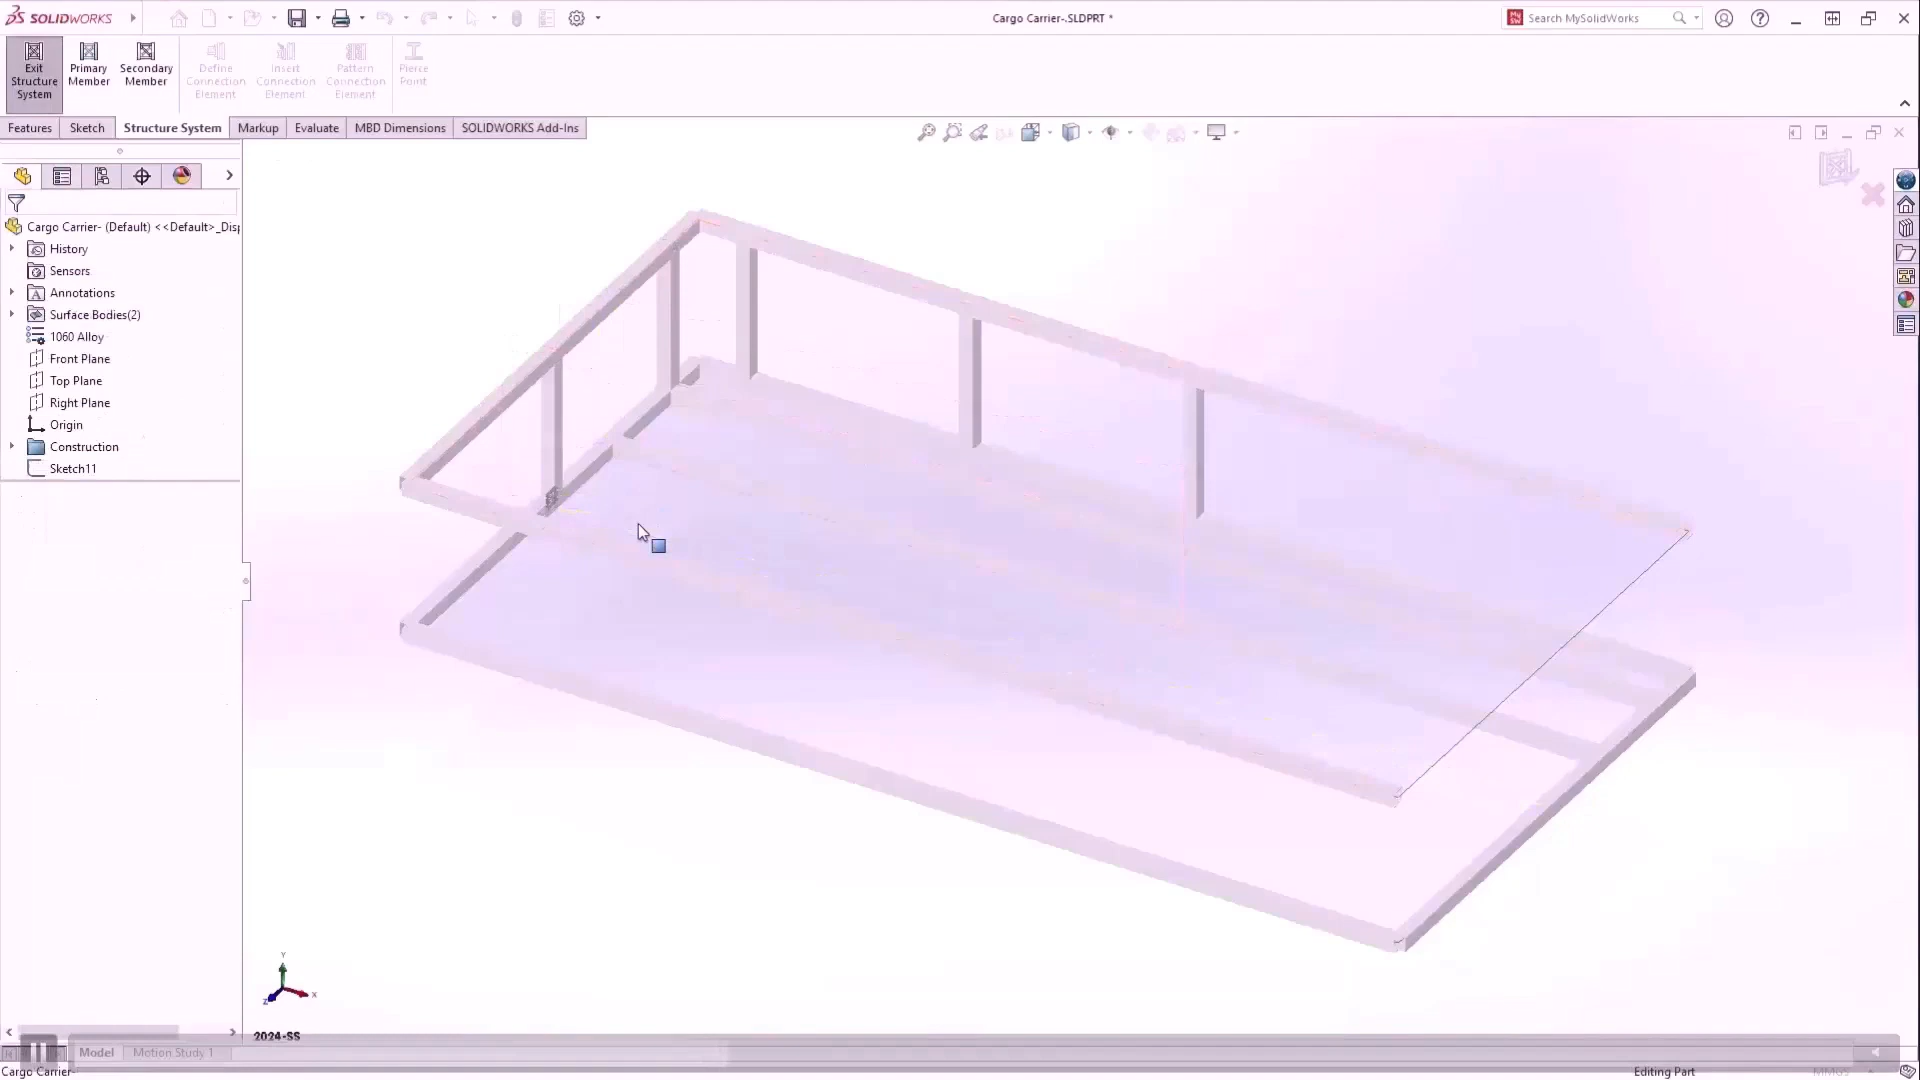 SOLIDWORKS
Cargo Carrier-.SLDPRT *
Search MySolidWorks
Exit
Structure
System
Primary
Member
Secondary
Member
Define
Connection
Element
Insert
Connection
Element
Pattern
Connection
Element
Pierce
Point
Features
Sketch
Structure System
Markup
Evaluate
MBD Dimensions
SOLIDWORKS Add-Ins
Cargo Carrier- (Default) <<Default>_Disp
History
Sensors
Annotations
Surface Bodies(2)
1060 Alloy
Front Plane
Top Plane
Right Plane
Origin
Construction
Sketch11
Y
X
Z
2024-SS
Model
Motion Study 1
Cargo Carrier-
Editing Part
MMGS